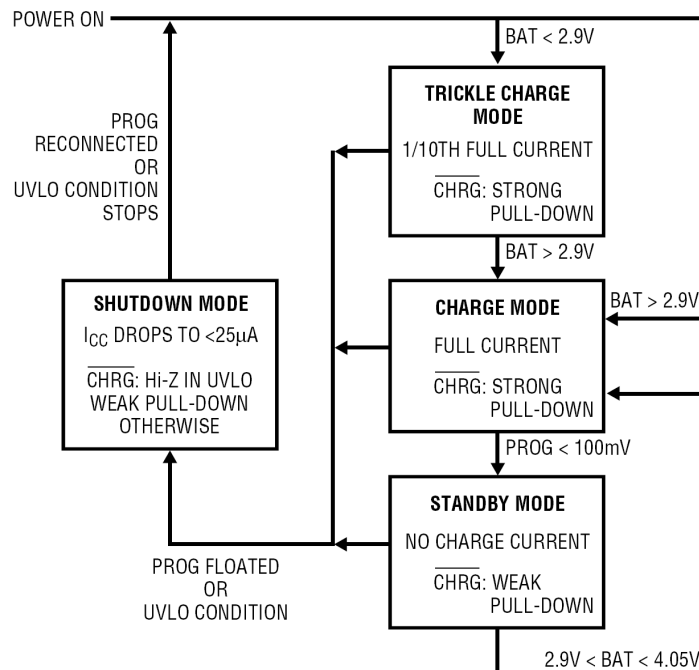 POWER ON
BAT < 2.9V
TRICKLE CHARGE
MODE
1/10TH FULL CURRENT
CHRG: STRONG
PULL-DOWN
PROG
RECONNECTED
OR
UVLO CONDITION
STOPS
BAT > 2.9V
SHUTDOWN MODE
ICC DROPS TO <25μA
CHRG: Hi-Z IN UVLO
WEAK PULL-DOWN
OTHERWISE
CHARGE MODE
FULL CURRENT
CHRG: STRONG
PULL-DOWN
BAT > 2.9V
PROG < 100mV
STANDBY MODE
NO CHARGE CURRENT
CHRG: WEAK
PULL-DOWN
PROG FLOATED
OR
UVLO CONDITION
2.9V < BAT < 4.05V